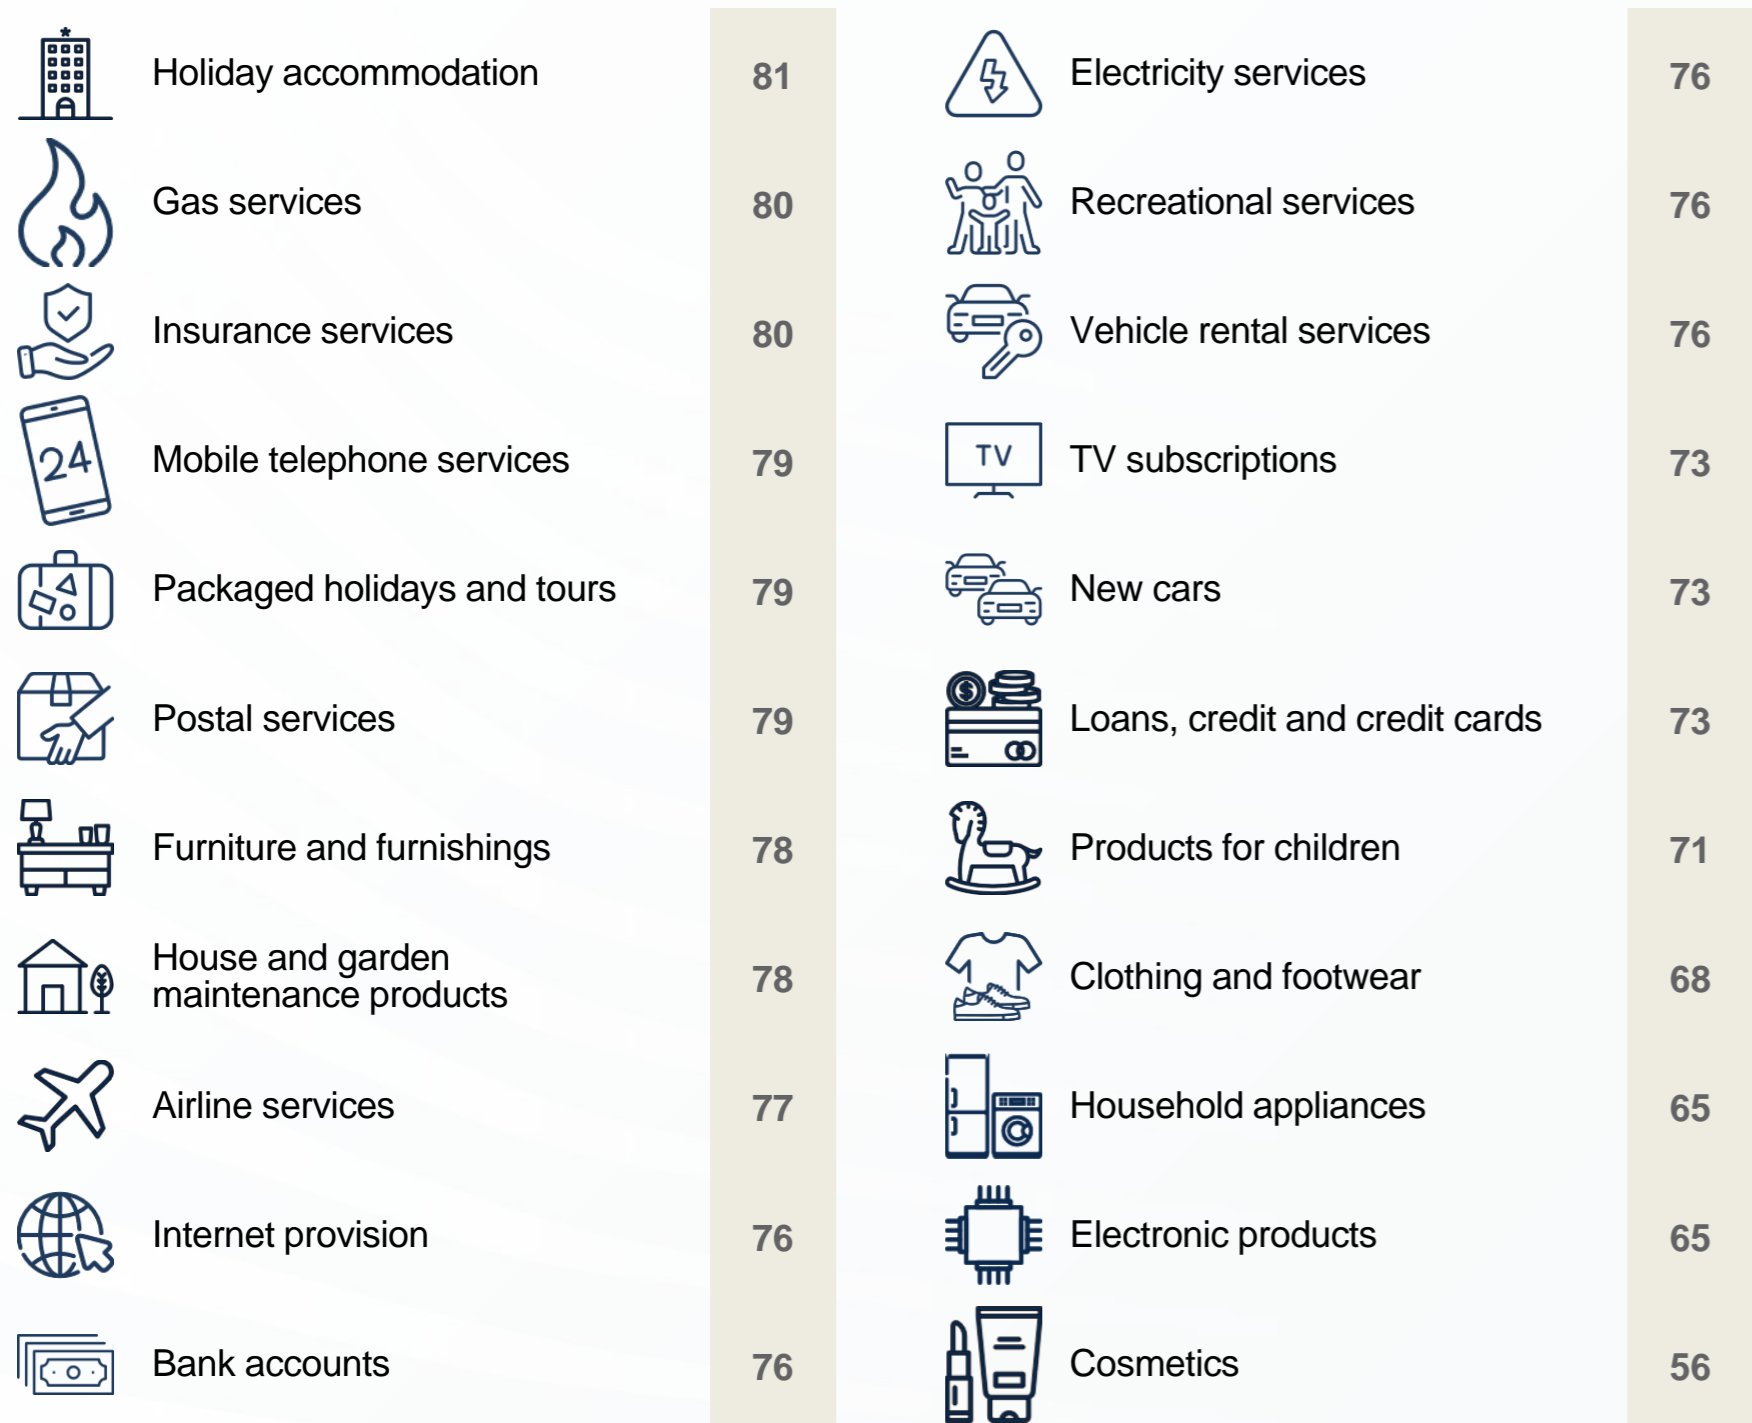 Holiday accommodation 81
Gas services 80
Insurance services 80
24
Mobile telephone services 79
Packaged holidays and tours 79
Postal services 79
Furniture and furnishings 78
House and garden
maintenance products 78
Airline services 77
Internet provision 76
Bank accounts 76
Electricity services 76
Recreational services 76
Vehicle rental services 76
TV
TV subscriptions 73
New cars 73
$
Loans, credit and credit cards 73
Products for children 71
Clothing and footwear 68
Household appliances 65
Electronic products 65
Cosmetics 56